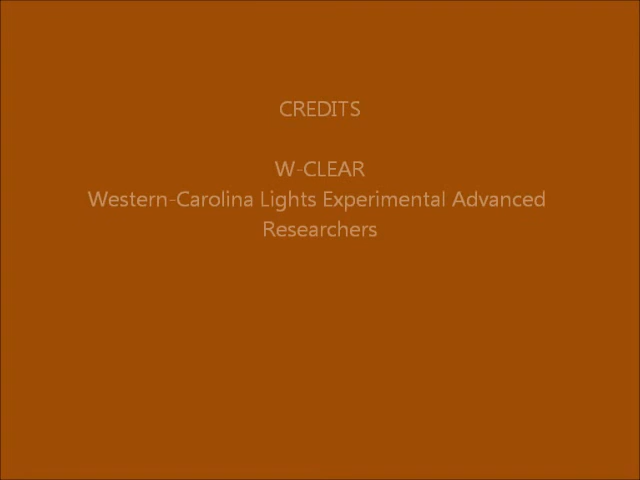 CREDITS
W-CLEAR
Western-Carolina Lights Experimental Advanced
Researchers